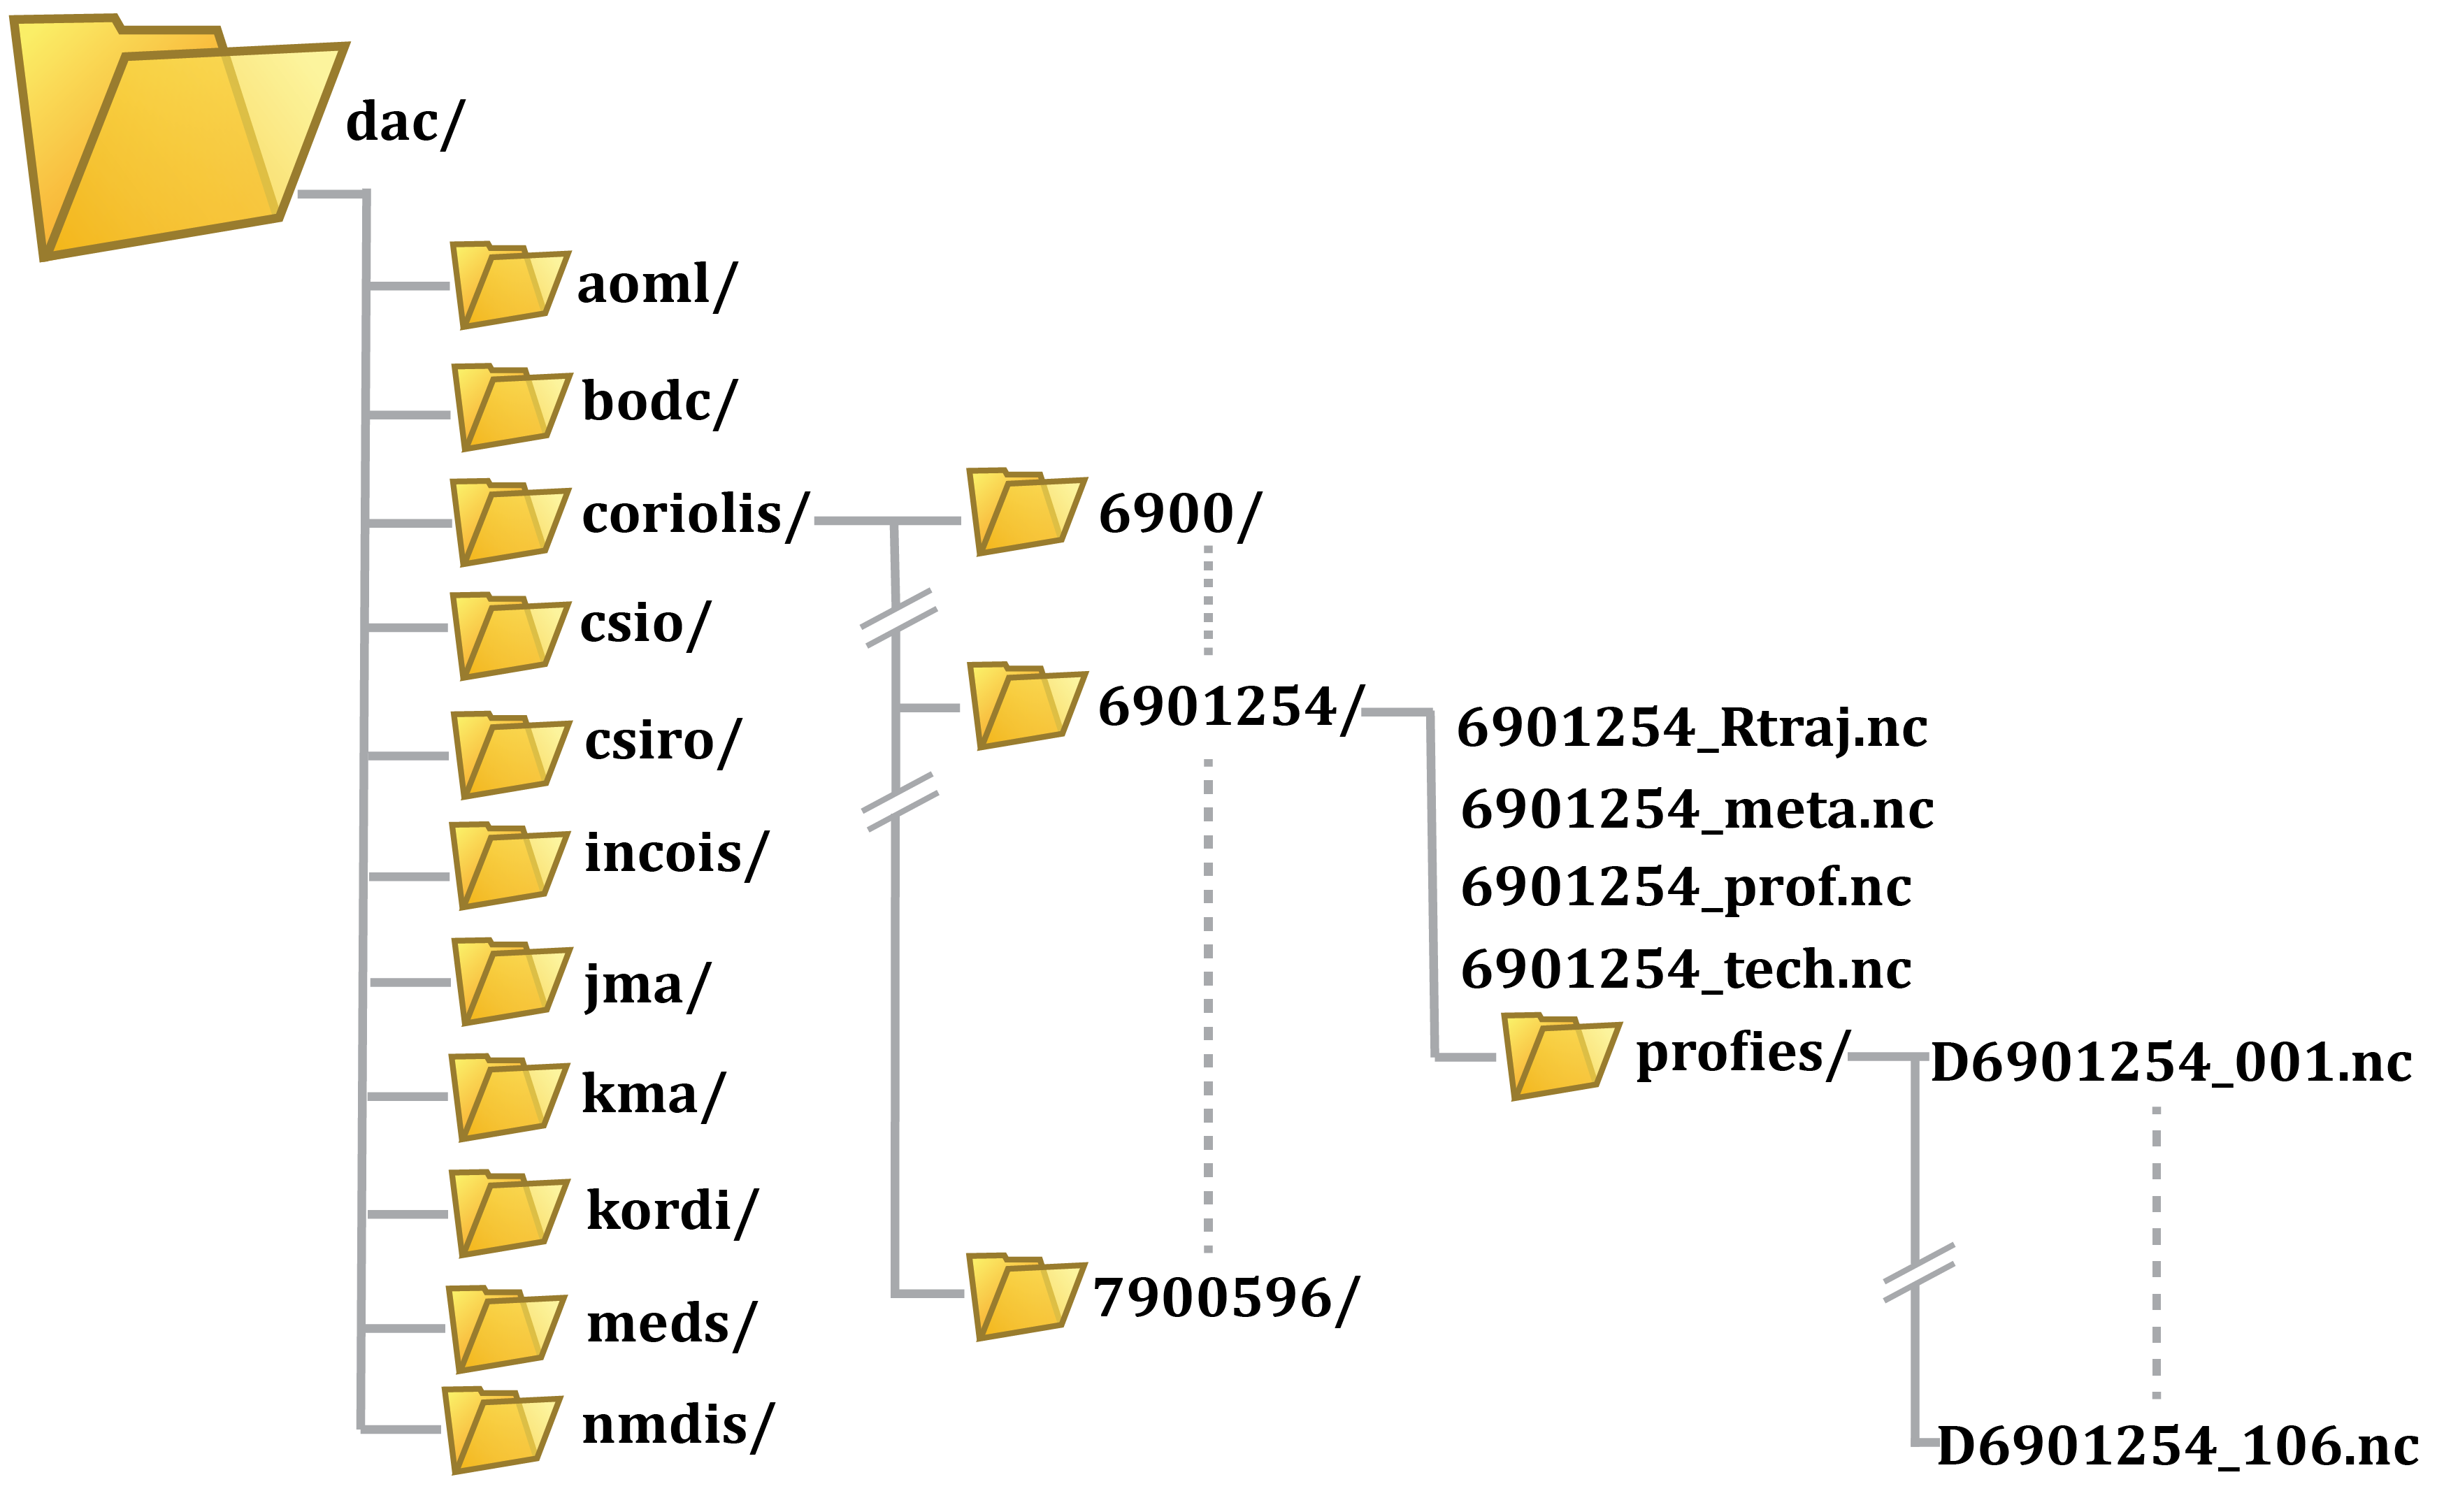 dac/
aoml/
bodc/
coriolis/
csio/
csiro/
incois/
jma/
kma/
kordi/
meds/
nmdis/
6900/
6901254/
7900596/
6901254_Rtraj.nc
6901254_meta.nc
6901254_prof.nc
6901254_tech.nc
profies/
D6901254_001.nc
D6901254_106.nc